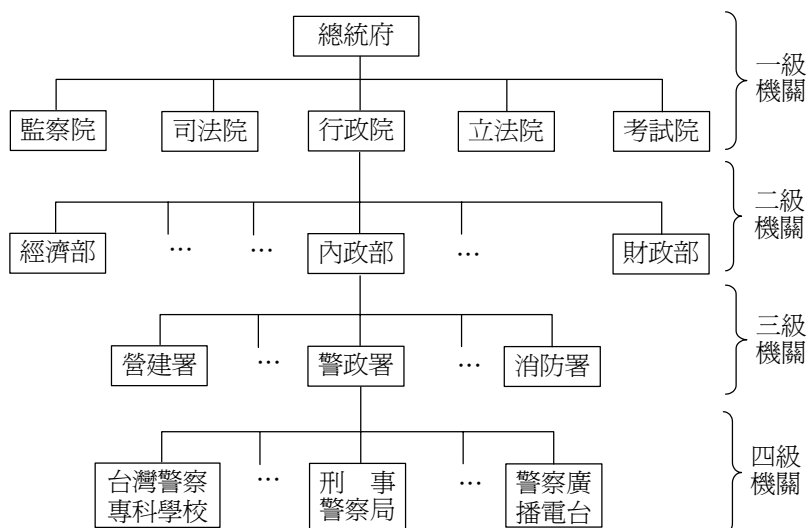 總統府
一級
機關
監察院 司法院 行政院 立法院 考試院
二級
機關
經濟部 … … 內政部 … 財政部
三級
機關
營建署 … 警政署 … 消防署
四級
機關
台灣警察
專科學校
…
刑 事
警察局
…
警察廣
播電台